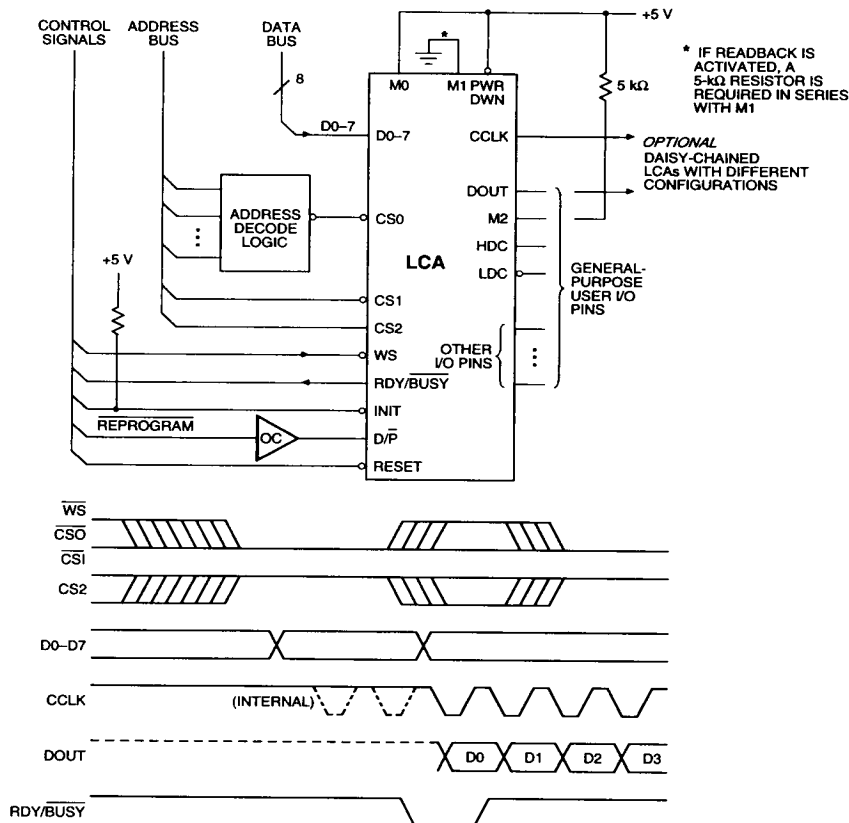 CONTROL SIGNALS
ADDRESS BUS
DATA BUS
8
D0–7
*
+5 V
5 kΩ
* IF READBACK IS
ACTIVATED, A
5-kΩ RESISTOR IS
REQUIRED IN SERIES
WITH M1
M0
M1
PWR
DWN
D0–7
CCLK
OPTIONAL
DAISY-CHAINED
LCAs WITH DIFFERENT
CONFIGURATIONS
DOUT
M2
HDC
LDC
GENERAL-
PURPOSE
USER I/O
PINS
ADDRESS
DECODE
LOGIC
CS0
LCA
+5 V
CS1
CS2
WS
RDY/BUSY
INIT
D/P
RESET
OTHER
I/O PINS
REPROGRAM
OC
WS
CSO
CSI
CS2
D0–D7
CCLK
(INTERNAL)
DOUT
D0
D1
D2
D3
RDY/BUSY